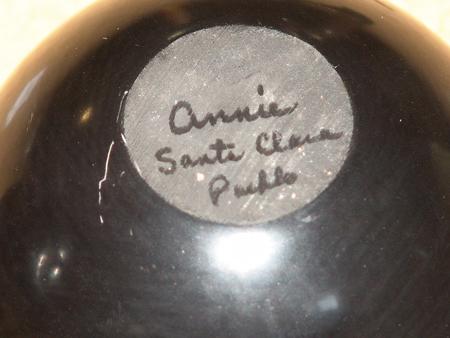 Annie
Santa Clara
Pueblo